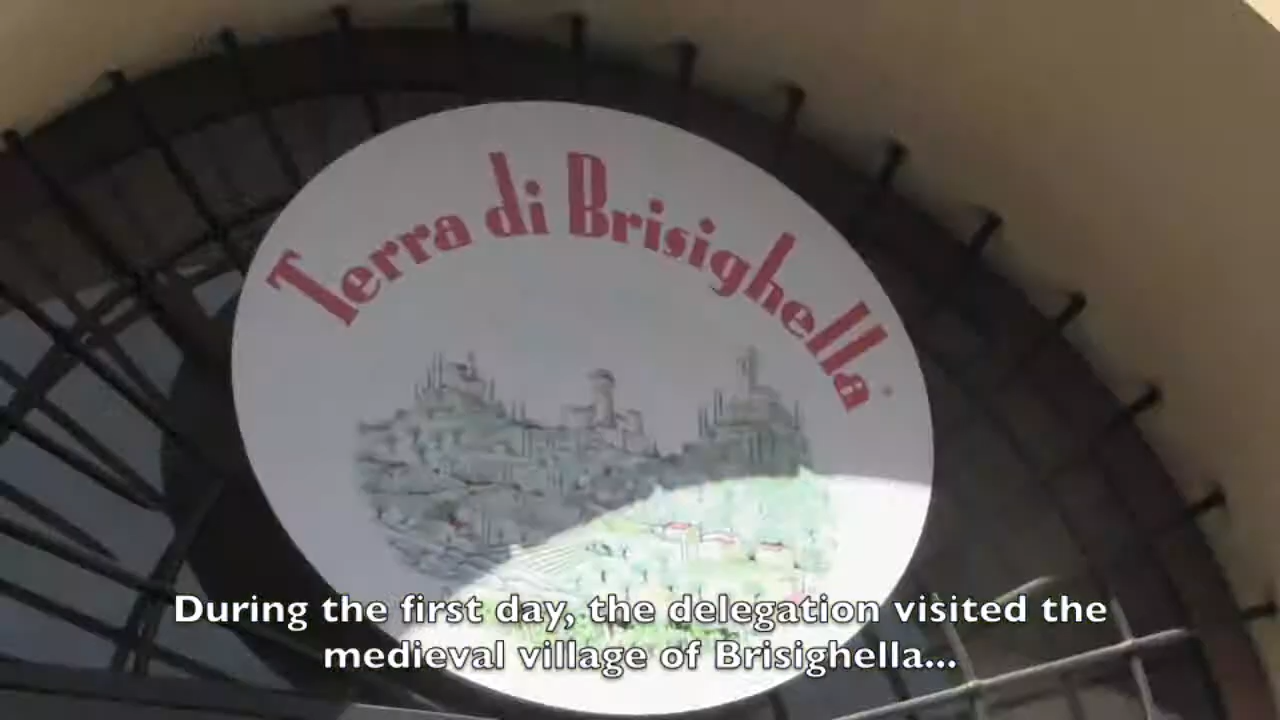 Terra di Brisighella
During the first day, the delegation visited the
medieval village of Brisighella...